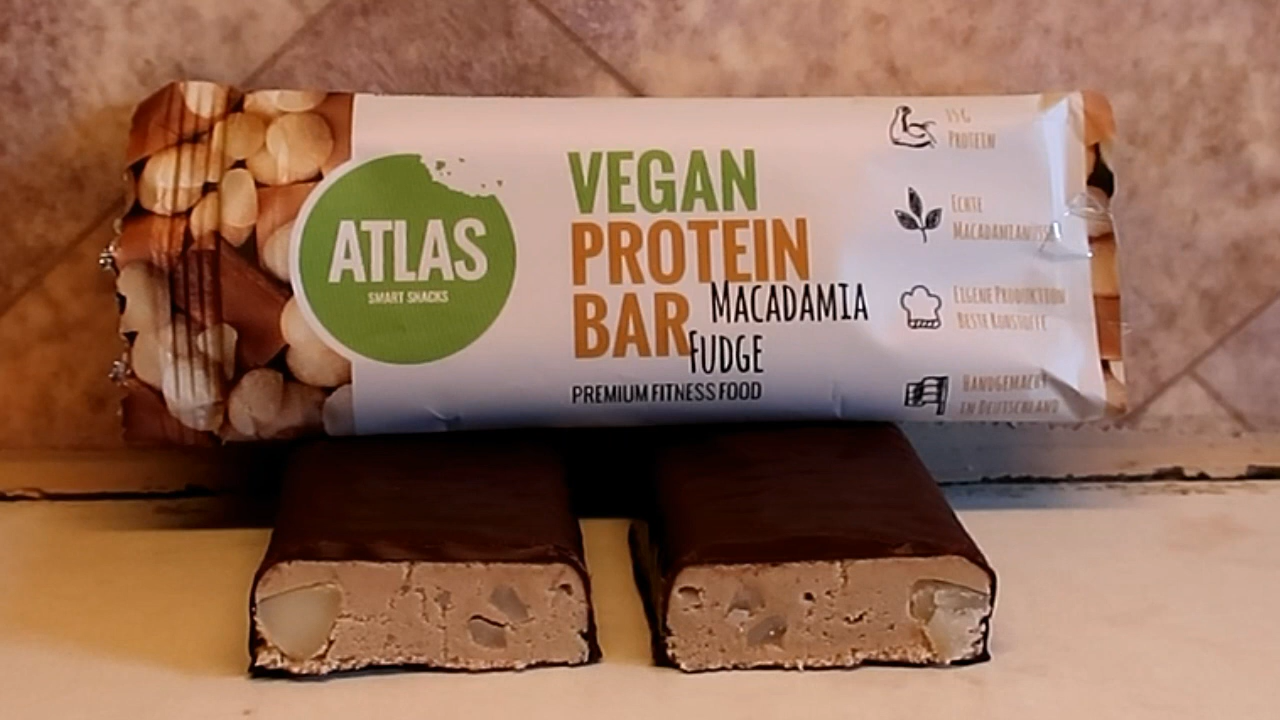 ATLAS
SMART SNACKS
VEGAN
PROTEIN
BAR
MACADAMIA
FUDGE
PREMIUM FITNESS FOOD
PROTEIN
ECHTE
EIGENE PRODUKTION
BESTE ROHSTOFFE
HANDGEMACHT
IN DEUTSCHLAND